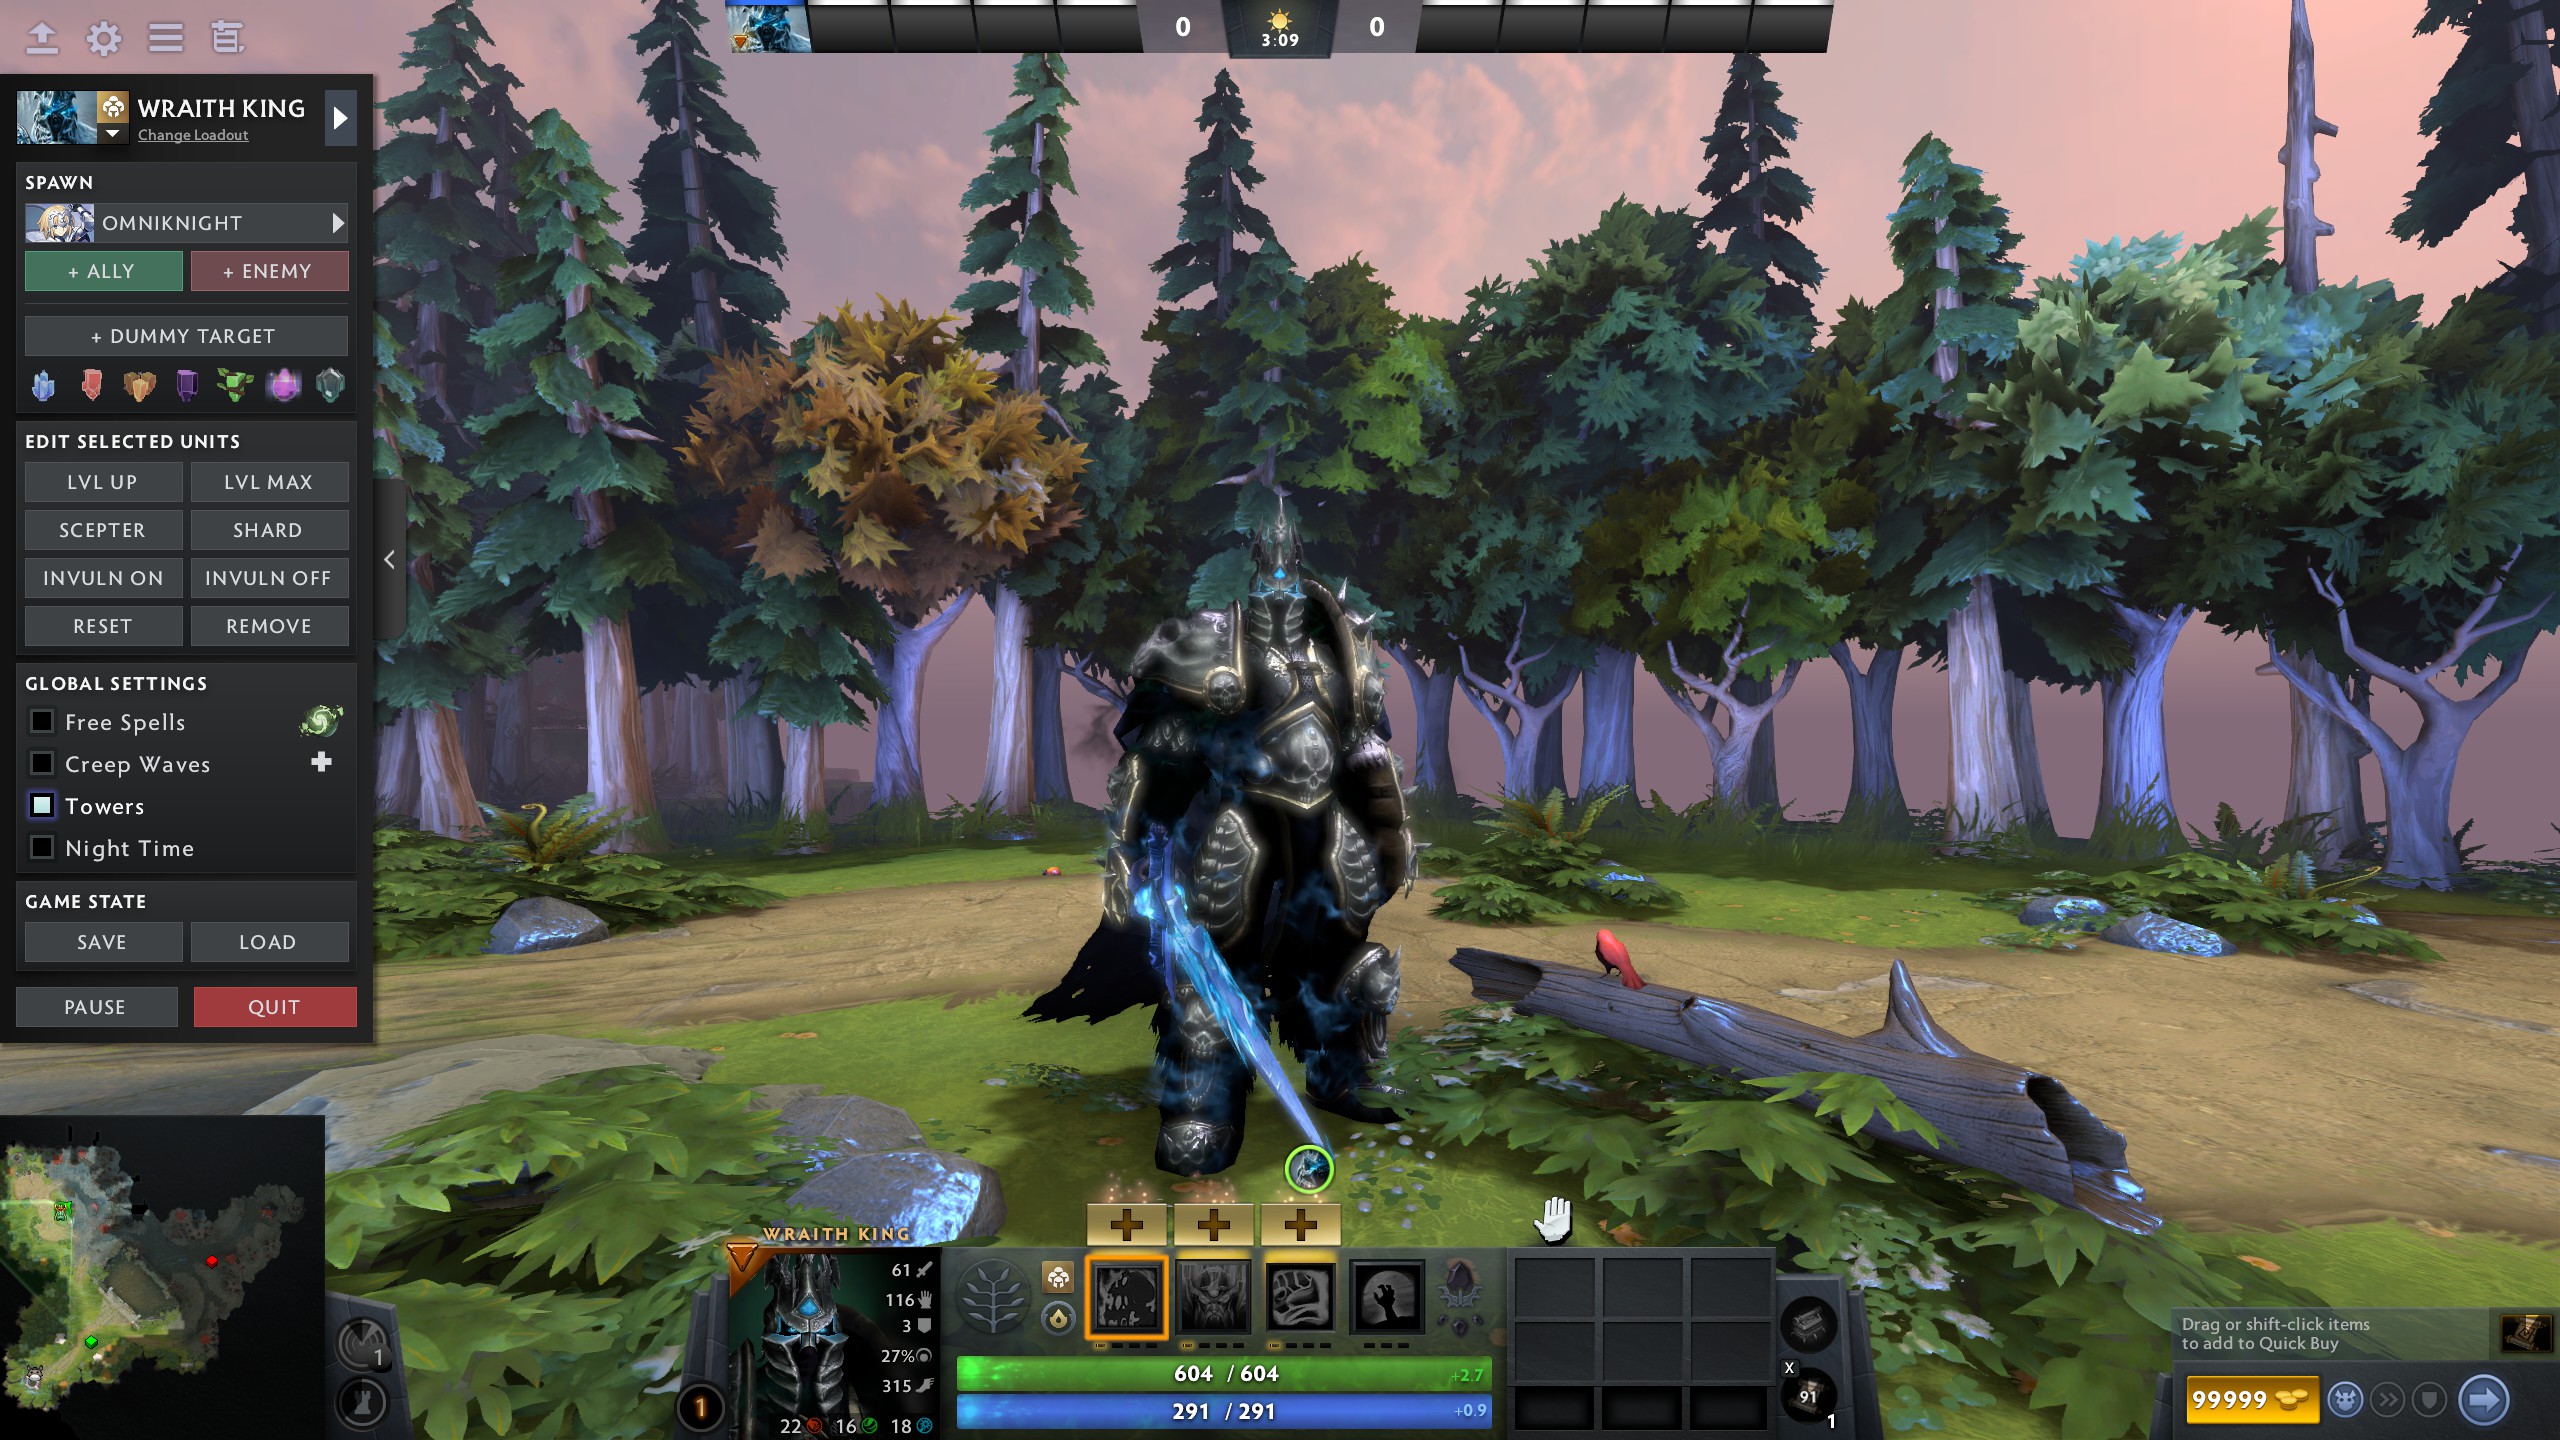 0
3:09
0
WRAITH KING
Change Loadout
SPAWN
OMNIKNIGHT
+ ALLY
+ ENEMY
+ DUMMY TARGET
EDIT SELECTED UNITS
LVL UP
LVL MAX
SCEPTER
SHARD
INVULN ON
INVULN OFF
RESET
REMOVE
GLOBAL SETTINGS
Free Spells
Creep Waves
Towers
Night Time
GAME STATE
SAVE
LOAD
PAUSE
QUIT
1
WRAITH KING
61
116
3
27%
315
1
22 16 18
604 / 604
+2.7
291 / 291
+0.9
X
91
1
Drag or shift-click items
to add to Quick Buy
99999